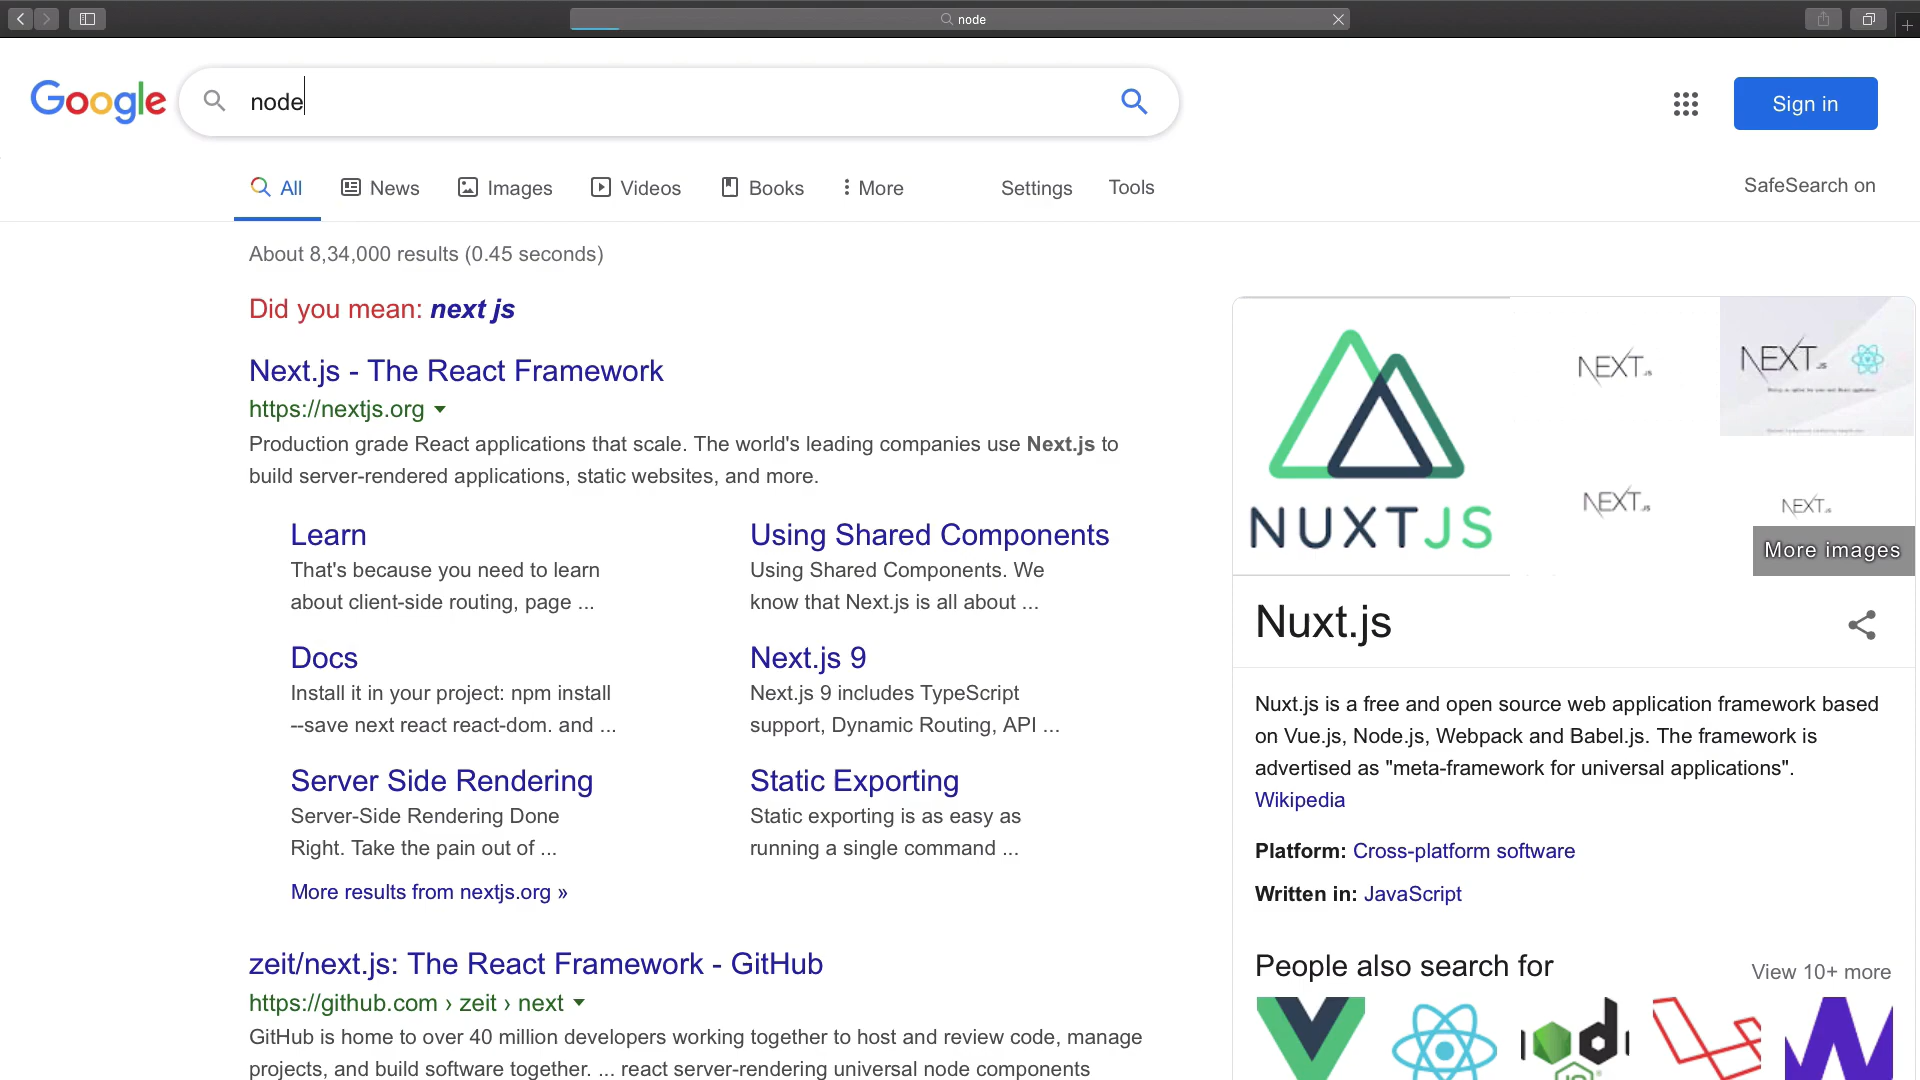 node
Google
node
Sign in
All
News
Images
Videos
Books
More
Settings
Tools
SafeSearch on
About 8,34,000 results (0.45 seconds)
Did you mean: next js
Next.js - The React Framework
https://nextjs.org
Production grade React applications that scale. The world's leading companies use Next.js to
build server-rendered applications, static websites, and more.
Learn
That's because you need to learn
about client-side routing, page ...
Using Shared Components
Using Shared Components. We
know that Next.js is all about ...
Docs
Install it in your project: npm install
--save next react react-dom. and ...
Next.js 9
Next.js 9 includes TypeScript
support, Dynamic Routing, API ...
Server Side Rendering
Server-Side Rendering Done
Right. Take the pain out of ...
Static Exporting
Static exporting is as easy as
running a single command ...
More results from nextjs.org »
zeit/next.js: The React Framework - GitHub
https://github.com › zeit › next
GitHub is home to over 40 million developers working together to host and review code, manage
projects, and build software together. ... react server-rendering universal node components
NUXTJS
NEXT.JS
NEXT.JS
NEXT.JS
NEXT.JS
More images
Nuxt.js
Nuxt.js is a free and open source web application framework based
on Vue.js, Node.js, Webpack and Babel.js. The framework is
advertised as "meta-framework for universal applications".
Wikipedia
Platform: Cross-platform software
Written in: JavaScript
People also search for
View 10+ more